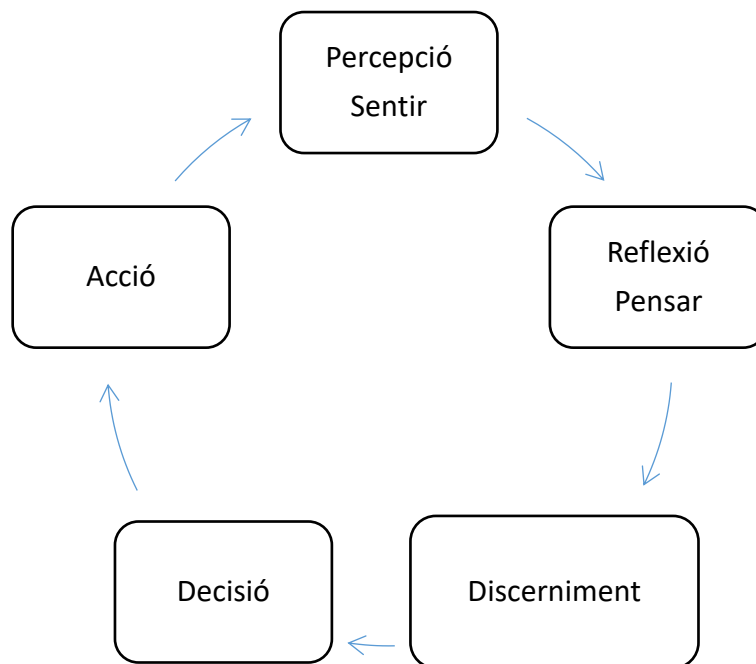 Percepció
Sentir
Reflexió
Pensar
Discerniment
Decisió
Acció